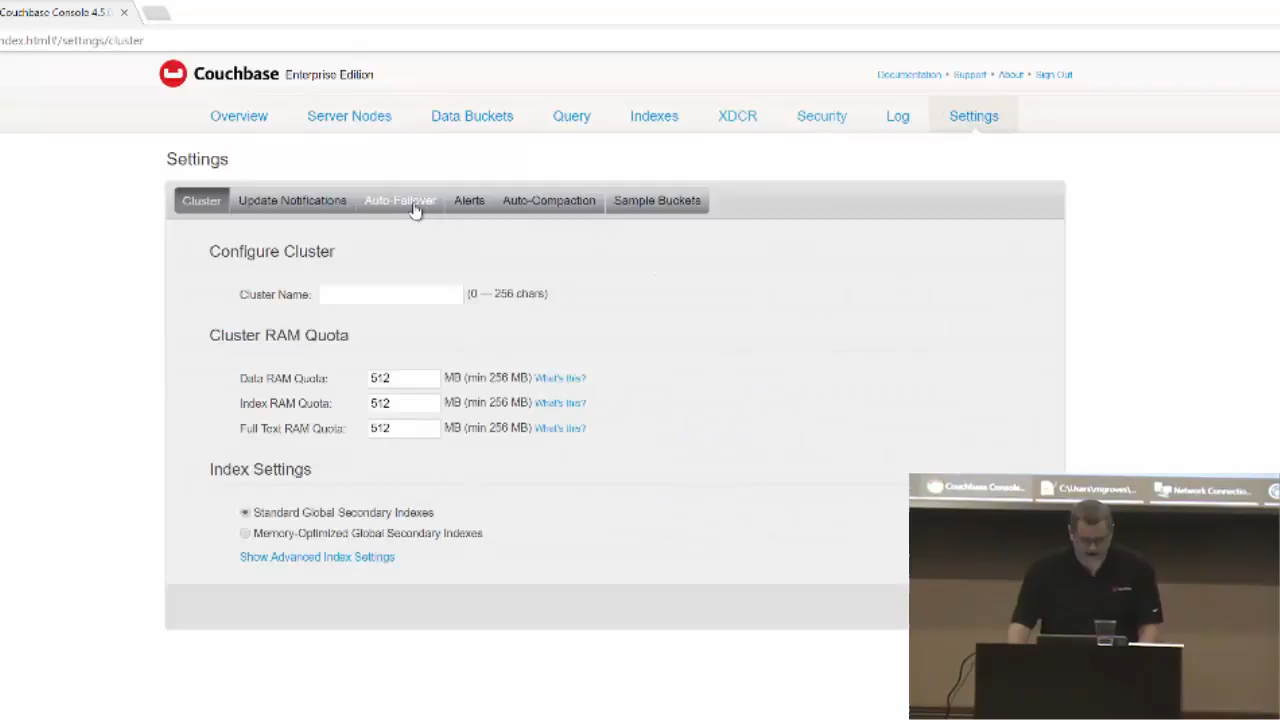 Couchbase Console 4.5.0
ndex.html#/settings/cluster
Couchbase Enterprise Edition
Documentation • Support • About • Sign Out
Overview Server Nodes Data Buckets Query Indexes XDCR Security Log Settings
Settings
Cluster Update Notifications Auto-Failover Alerts Auto-Compaction Sample Buckets
Configure Cluster
Cluster Name: (0 — 256 chars)
Cluster RAM Quota
Data RAM Quota: 512 MB (min 256 MB) What's this?
Index RAM Quota: 512 MB (min 256 MB) What's this?
Full Text RAM Quota: 512 MB (min 256 MB) What's this?
Index Settings
Standard Global Secondary Indexes
Memory-Optimized Global Secondary Indexes
Show Advanced Index Settings
Couchbase Console... C:\Users\mgroves\... Network Connectio...